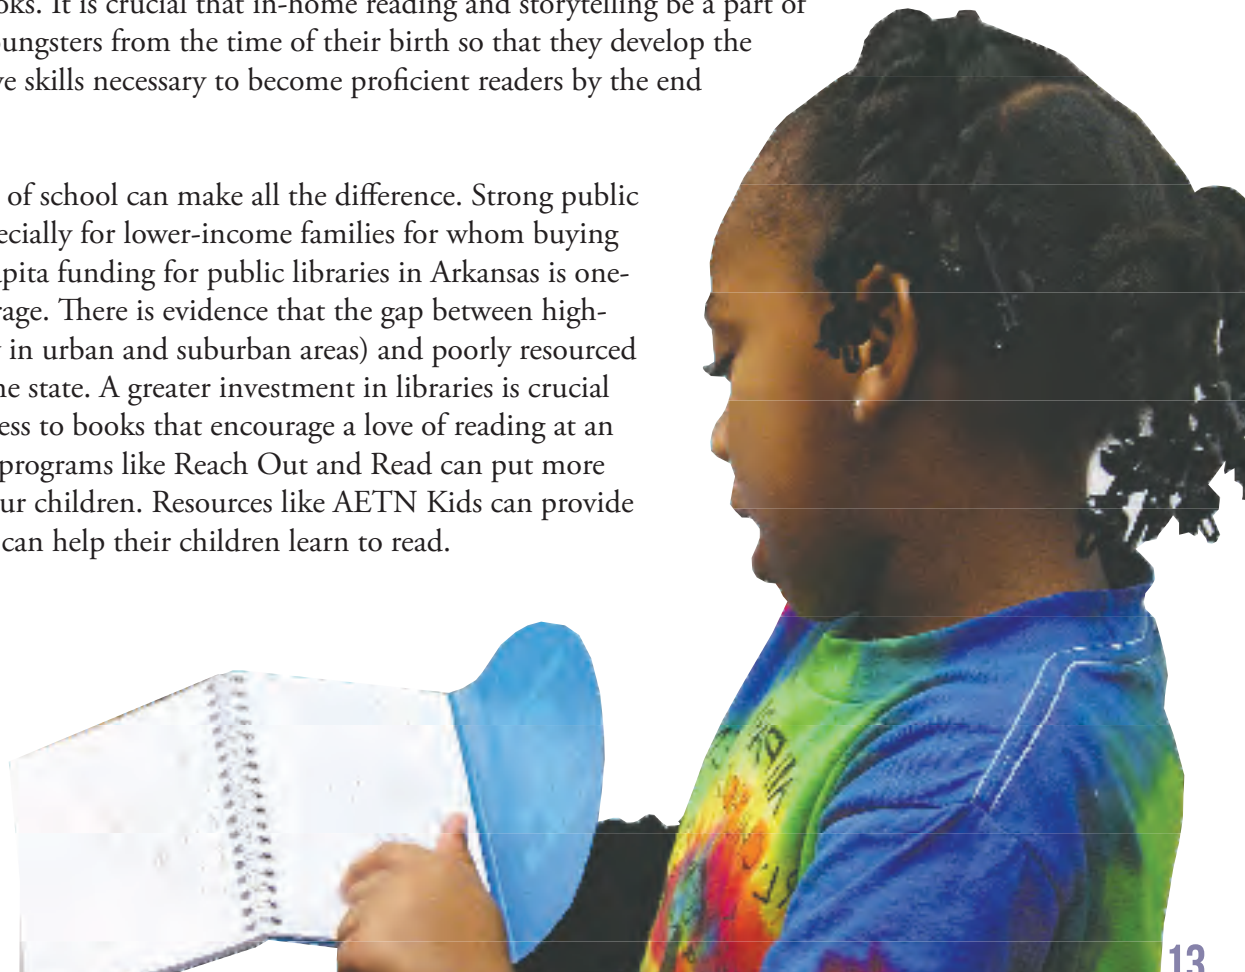 oks. It is crucial that in-home reading and storytelling be a part of
oungsters from the time of their birth so that they develop the
ve skills necessary to become proficient readers by the end
of school can make all the difference. Strong public
ecially for lower-income families for whom buying
apita funding for public libraries in Arkansas is one-
rage. There is evidence that the gap between high-
y in urban and suburban areas) and poorly resourced
he state. A greater investment in libraries is crucial
ess to books that encourage a love of reading at an
programs like Reach Out and Read can put more
ur children. Resources like AETN Kids can provide
can help their children learn to read.
13